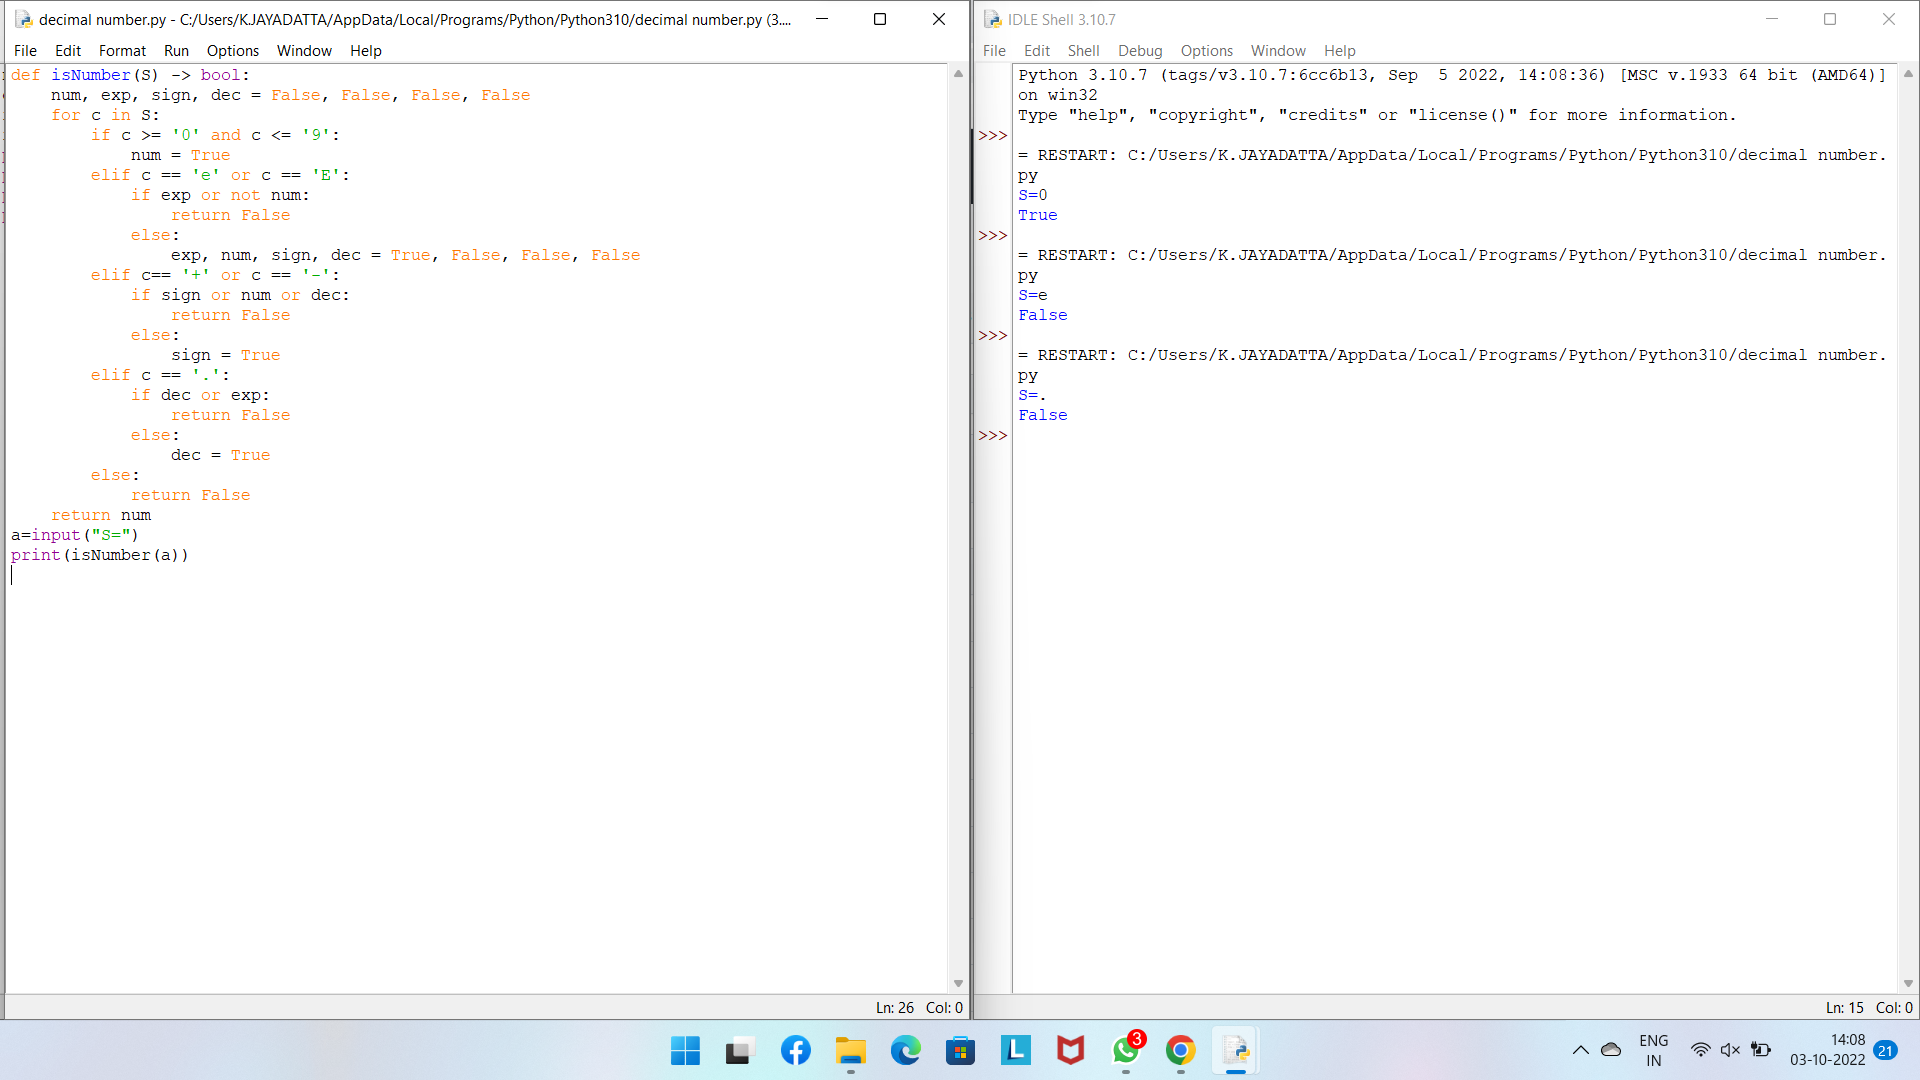 decimal number.py - C:/Users/K.JAYADATTA/AppData/Local/Programs/Python/Python310/decimal number.py (3....
File Edit Format Run Options Window Help
def isNumber(S) -> bool:
    num, exp, sign, dec = False, False, False, False
    for c in S:
        if c >= '0' and c <= '9':
            num = True
        elif c == 'e' or c == 'E':
            if exp or not num:
                return False
            else:
                exp, num, sign, dec = True, False, False, False
        elif c== '+' or c == '-':
            if sign or num or dec:
                return False
            else:
                sign = True
        elif c == '.':
            if dec or exp:
                return False
            else:
                dec = True
        else:
            return False
    return num
a=input("S=")
print(isNumber(a))
Ln: 26 Col: 0
IDLE Shell 3.10.7
File Edit Shell Debug Options Window Help
Python 3.10.7 (tags/v3.10.7:6cc6b13, Sep  5 2022, 14:08:36) [MSC v.1933 64 bit (AMD64)]
on win32
Type "help", "copyright", "credits" or "license()" for more information.
>>>
= RESTART: C:/Users/K.JAYADATTA/AppData/Local/Programs/Python/Python310/decimal number.
py
S=0
True
>>>
= RESTART: C:/Users/K.JAYADATTA/AppData/Local/Programs/Python/Python310/decimal number.
py
S=e
False
>>>
= RESTART: C:/Users/K.JAYADATTA/AppData/Local/Programs/Python/Python310/decimal number.
py
S=.
False
>>>
Ln: 15 Col: 0
L
3
ENG
IN
14:08
03-10-2022
21